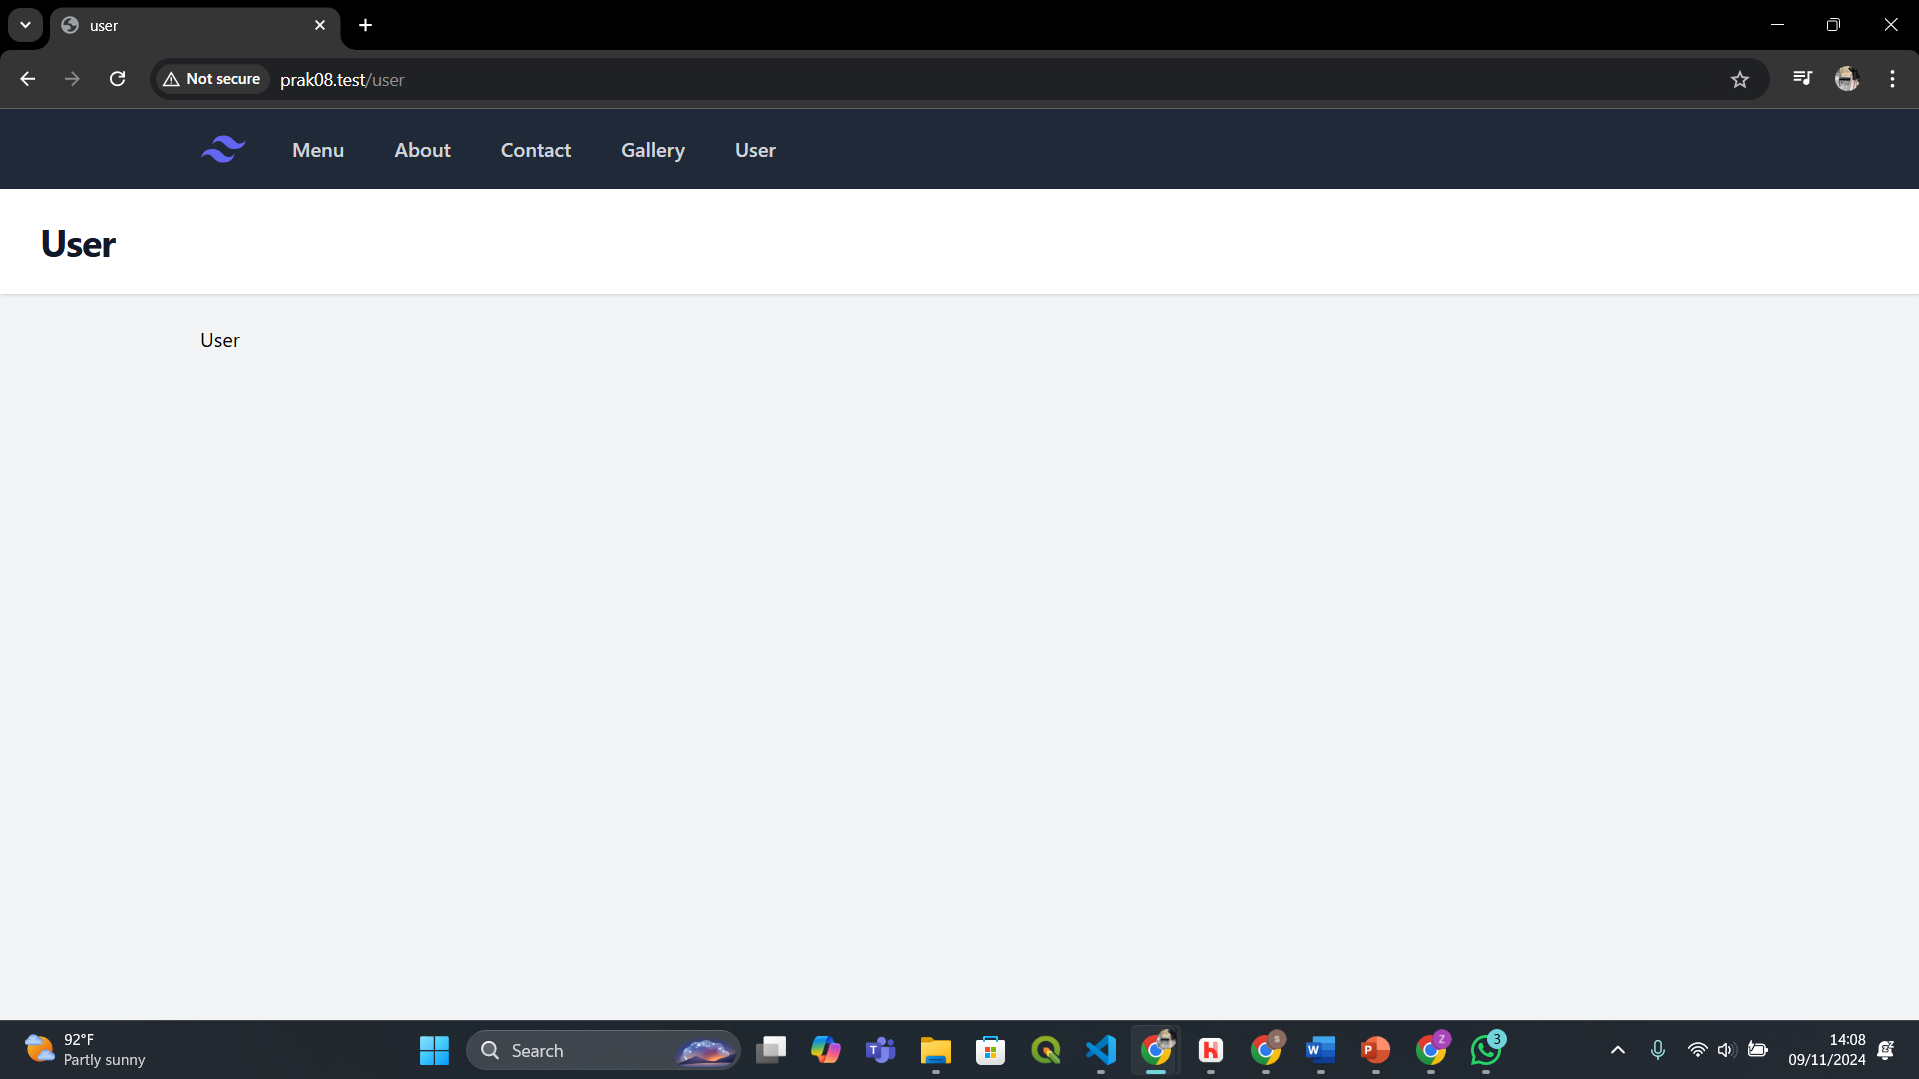 user
Not secure
prak08.test/user
Menu
About
Contact
Gallery
User
User
User
92°F
Partly sunny
Search
T
H
s
W
P
Z
3
14:08
09/11/2024